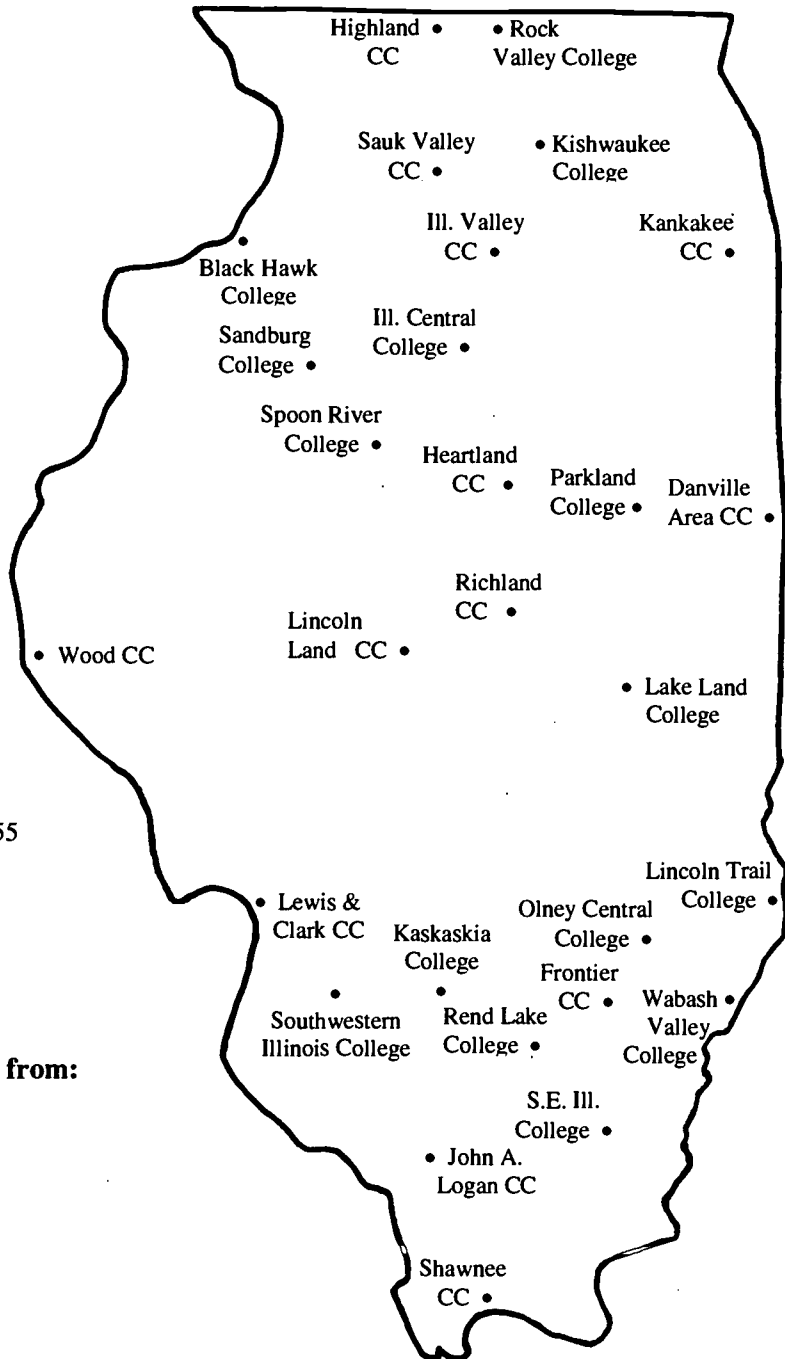 Highland
CC
Rock
Valley College
Sauk Valley
CC
Kishwaukee
College
Ill. Valley
CC
Kankakee
CC
Black Hawk
College
Ill. Central
College
Sandburg
College
Spoon River
College
Heartland
CC
Parkland
College
Danville
Area CC
Richland
CC
Lincoln
Land CC
Wood CC
Lake Land
College
55
Lincoln Trail
College
Lewis &
Clark CC
Olney Central
College
Kaskaskia
College
Frontier
CC
Wabash
Valley
College
Southwestern
Illinois College
Rend Lake
College
from:
S.E. Ill.
College
John A.
Logan CC
Shawnee
CC